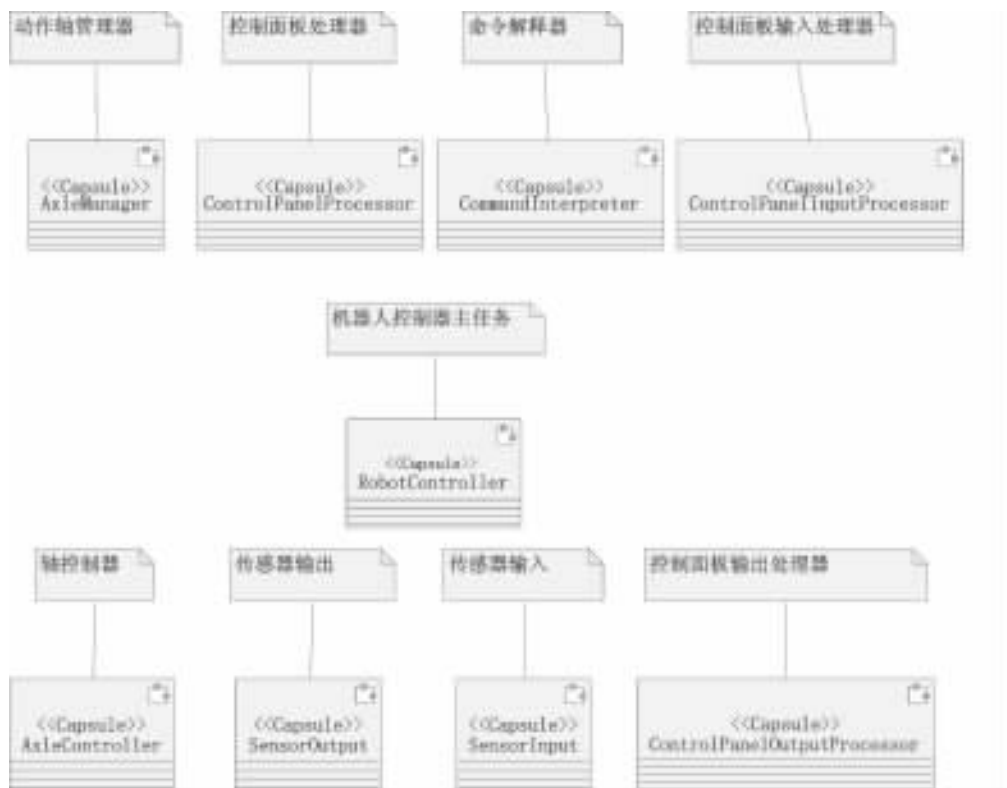 动作轴管理器
控制面板处理器
命令解释器
控制面板输入处理器
<<Capsule>>
AxleManager
<<Capsule>>
ControlPanelProcessor
<<Capsule>>
CommandInterpreter
<<Capsule>>
ControlPanelInputProcessor
机器人控制器主任务
<<Capsule>>
RobotController
轴控制器
传感器输出
传感器输入
控制面板输出处理器
<<Capsule>>
AxleController
<<Capsule>>
SensorOutput
<<Capsule>>
SensorInput
<<Capsule>>
ControlPanelOutputProcessor